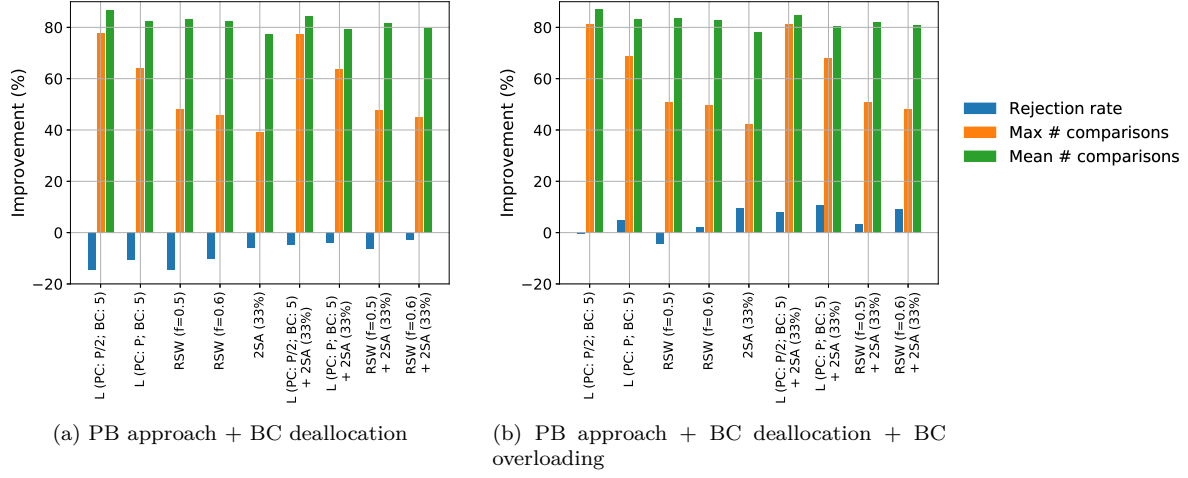 80
60
40
20
0
−20
Improvement (%)
L (PC: P/2; BC: 5)
L (PC: P; BC: 5)
RSW (f=0.5)
RSW (f=0.6)
2SA (33%)
L (PC: P/2; BC: 5)
+ 2SA (33%)
L (PC: P; BC: 5)
+ 2SA (33%)
RSW (f=0.5)
+ 2SA (33%)
RSW (f=0.6)
+ 2SA (33%)
(a) PB approach + BC deallocation
80
60
40
20
0
−20
Improvement (%)
L (PC: P/2; BC: 5)
L (PC: P; BC: 5)
RSW (f=0.5)
RSW (f=0.6)
2SA (33%)
L (PC: P/2; BC: 5)
+ 2SA (33%)
L (PC: P; BC: 5)
+ 2SA (33%)
RSW (f=0.5)
+ 2SA (33%)
RSW (f=0.6)
+ 2SA (33%)
(b) PB approach + BC deallocation + BC
overloading
Rejection rate
Max # comparisons
Mean # comparisons